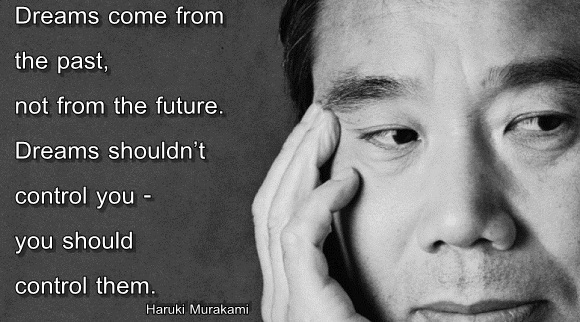 Dreams come from
the past,
not from the future.
Dreams shouldn't
control you -
you should
control them.
Haruki Murakami